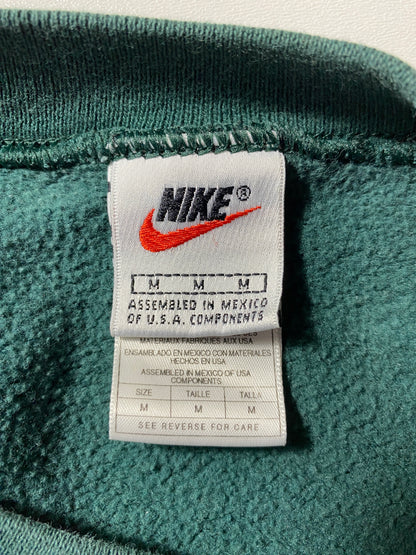 NIKE®
M M M
ASSEMBLED IN MEXICO
OF U.S.A. COMPONENTS
MATERIAUX FABRIQUES AUX USA
ENSAMBLADO EN MEXICO CON MATERIALES
HECHOS EN USA
ASSEMBLED IN MEXICO OF USA
COMPONENTS
SIZE TAILLE TALLA
M M M
SEE REVERSE FOR CARE